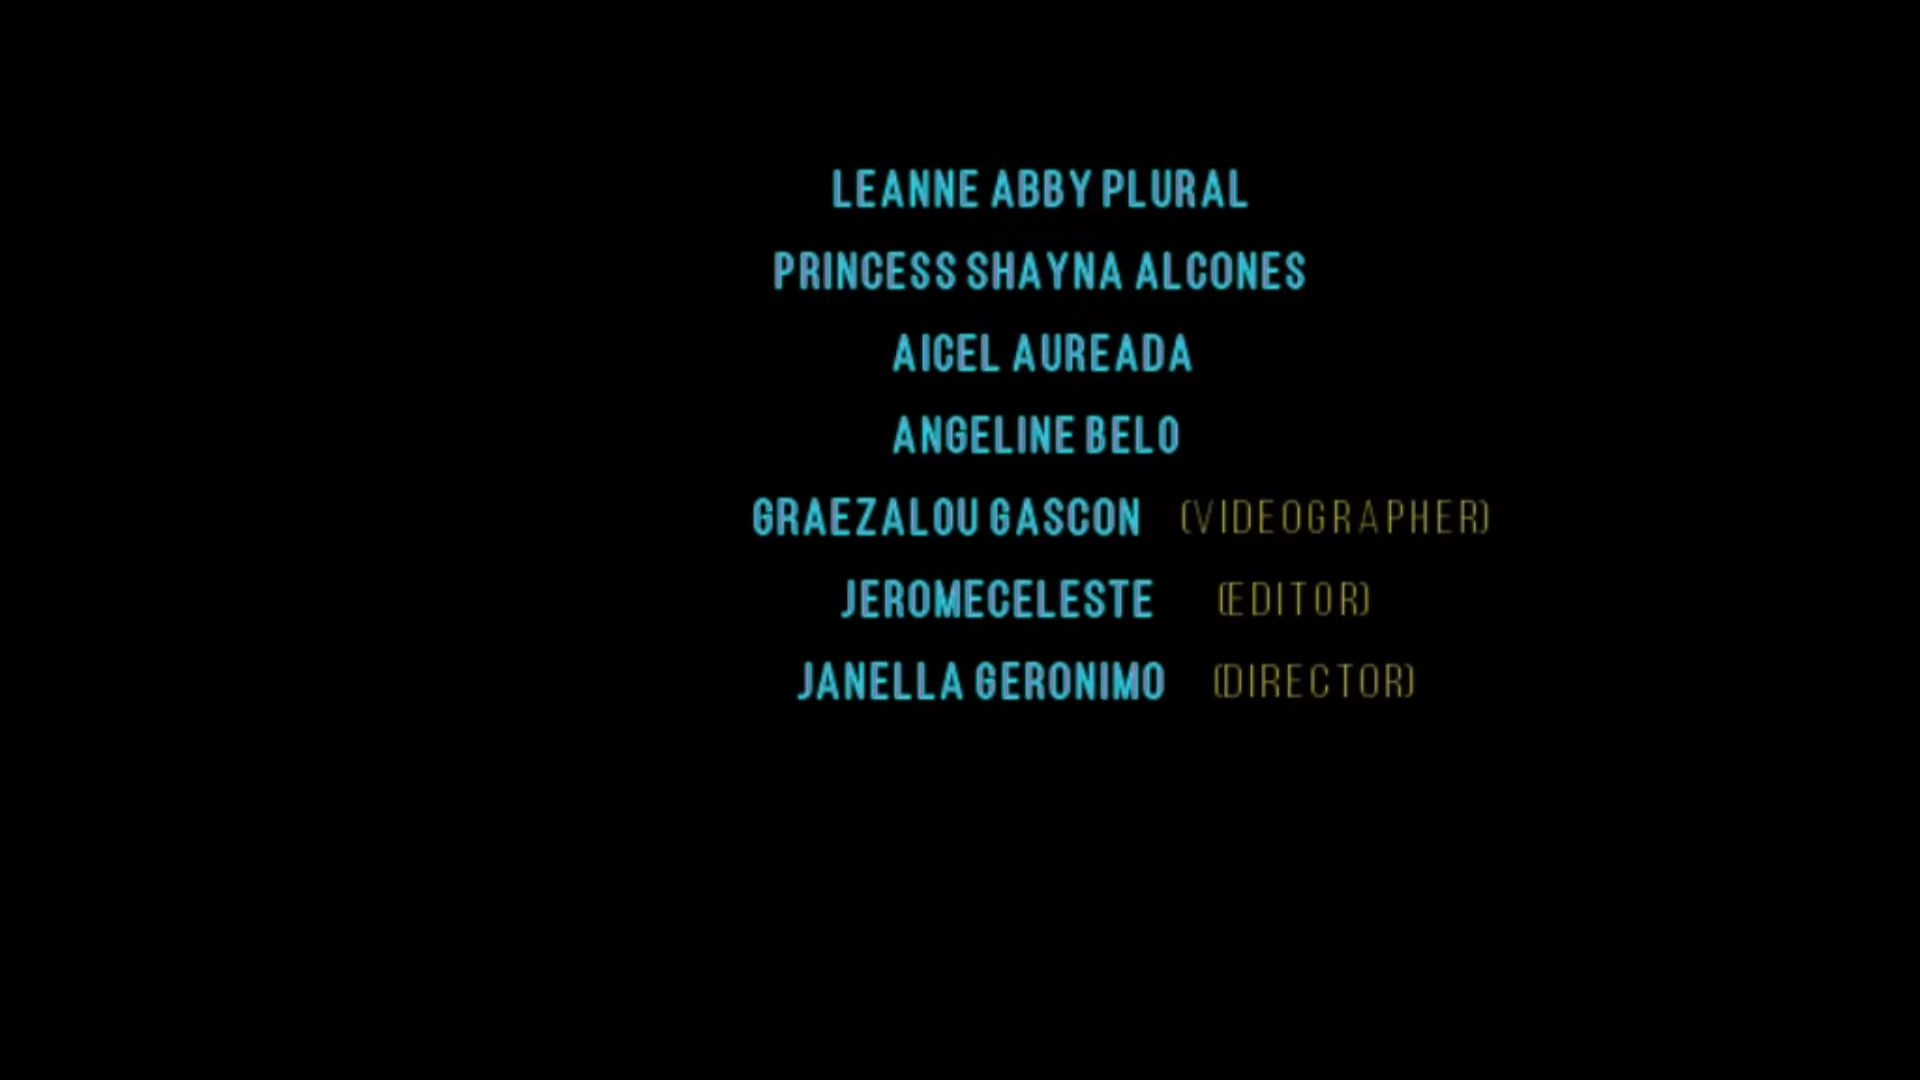 LEANNE ABBY PLURAL
PRINCESS SHAYNA ALCONES
AICEL AUREADA
ANGELINE BELO
GRAEZALOU GASCON (VIDEOGRAPHER)
JEROMECELESTE (EDITOR)
JANELLA GERONIMO (DIRECTOR)